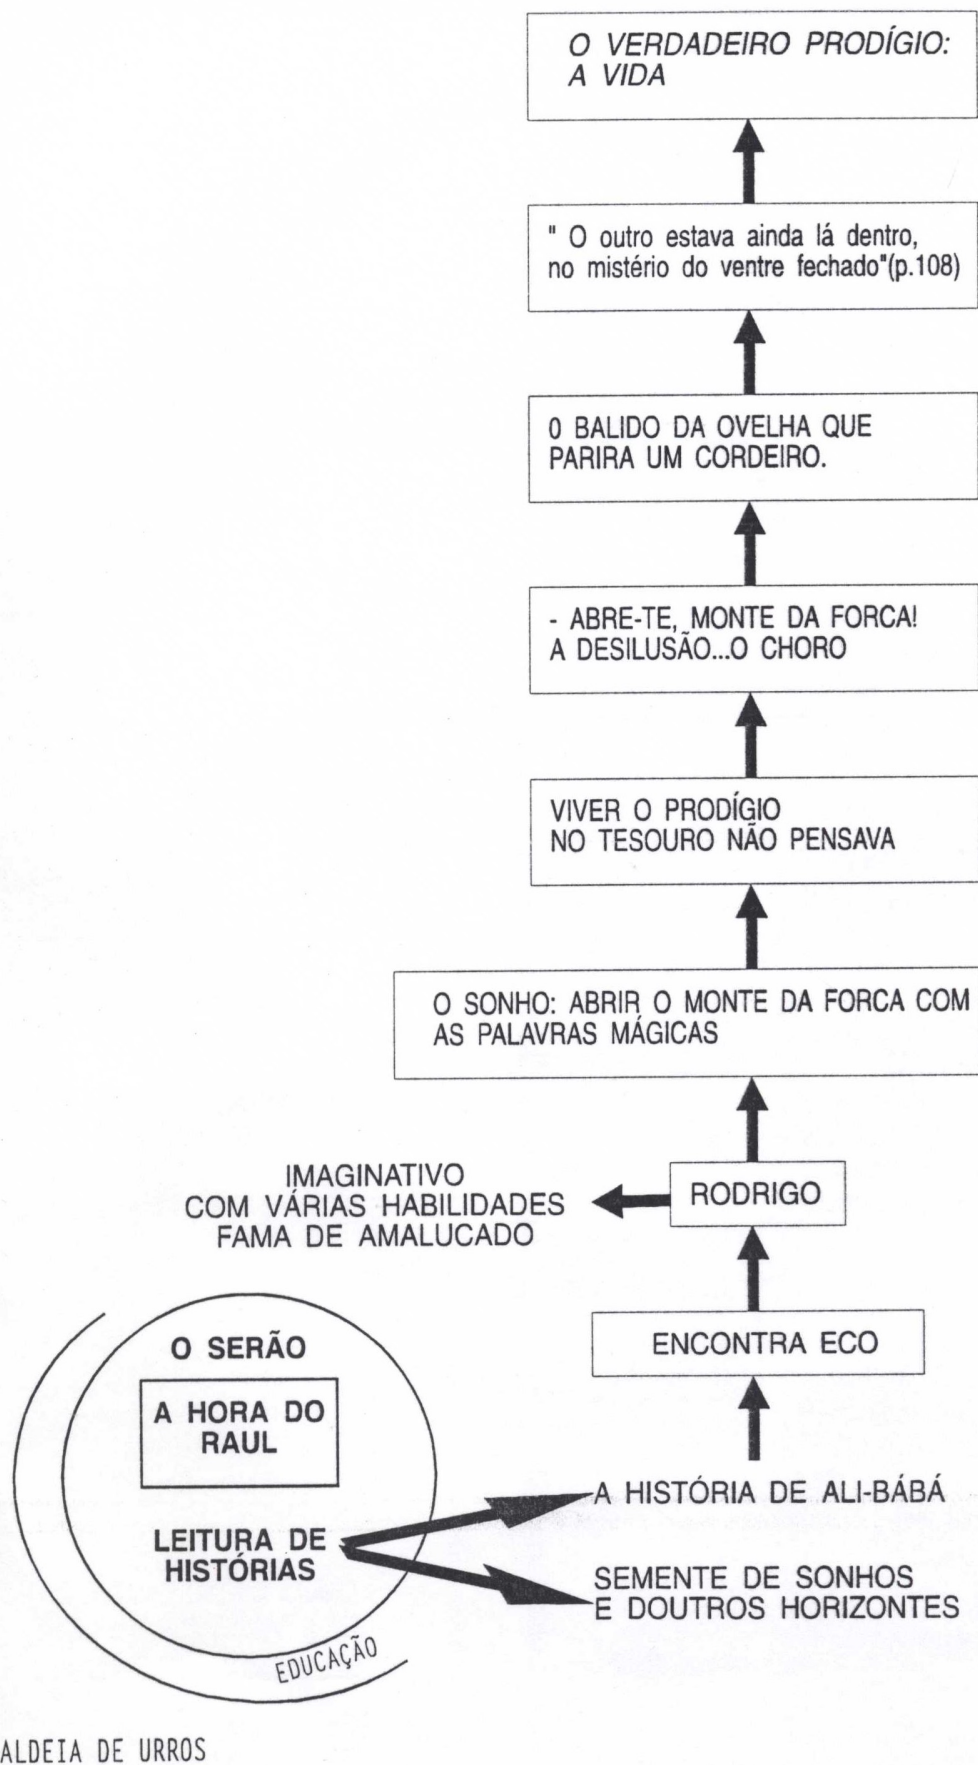 O VERDADEIRO PRODÍGIO:
A VIDA
" O outro estava ainda lá dentro,
no mistério do ventre fechado"(p.108)
O BALIDO DA OVELHA QUE
PARIRA UM CORDEIRO.
- ABRE-TE, MONTE DA FORCA!
A DESILUSÃO...O CHORO
VIVER O PRODÍGIO
NO TESOURO NÃO PENSAVA
O SONHO: ABRIR O MONTE DA FORCA COM
AS PALAVRAS MÁGICAS
RODRIGO
IMAGINATIVO
COM VÁRIAS HABILIDADES
FAMA DE AMALUCADO
ENCONTRA ECO
O SERÃO
A HORA DO
RAUL
LEITURA DE
HISTÓRIAS
A HISTÓRIA DE ALI-BÁBÁ
SEMENTE DE SONHOS
E DOUTROS HORIZONTES
EDUCAÇÃO
ALDEIA DE URROS